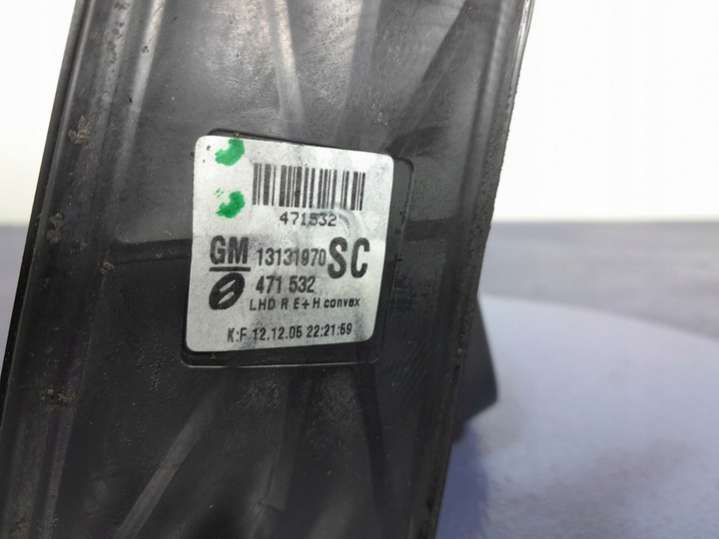 471532
GM 13131970 SC
471 532
LHD R E+H convex
K:F 12.12.05 22:21:59